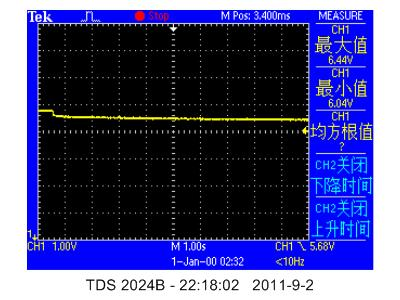 Tek Stop M Pos: 3.400ms MEASURE
CH1
最大值
6.44V
CH1
最小值
6.04V
CH1
均方根值
?
CH2关闭
下降时间
CH2关闭
上升时间
1
CH1 1.00V M 1.00s CH1 5.68V
1-Jan-00 02:32 <10Hz
TDS 2024B - 22:18:02 2011-9-2